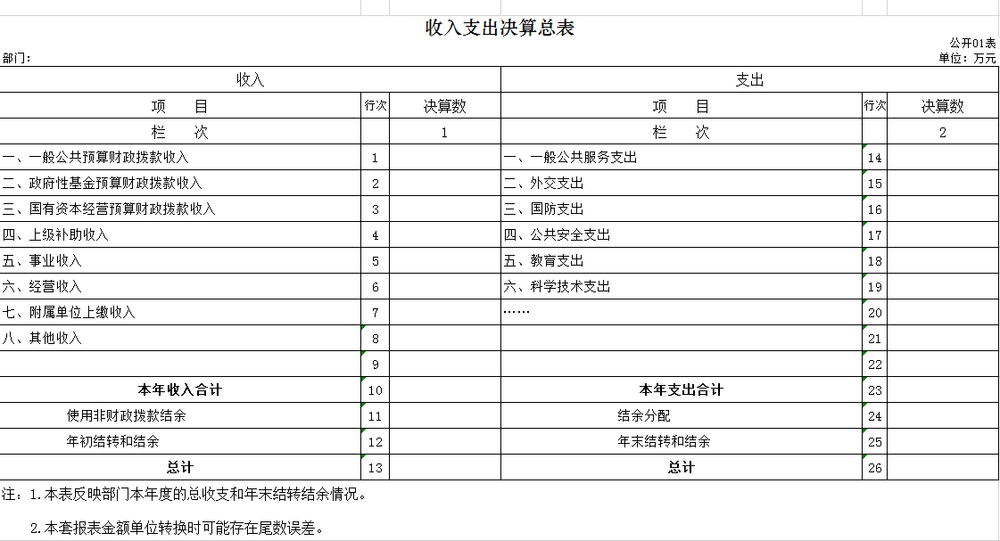 收入支出决算总表
公开01表
部门： 单位：万元
收入 支出
项 目 行次 决算数 项 目 行次 决算数
栏 次 1 栏 次 2
一、一般公共预算财政拨款收入 1 一、一般公共服务支出 14
二、政府性基金预算财政拨款收入 2 二、外交支出 15
三、国有资本经营预算财政拨款收入 3 三、国防支出 16
四、上级补助收入 4 四、公共安全支出 17
五、事业收入 5 五、教育支出 18
六、经营收入 6 六、科学技术支出 19
七、附属单位上缴收入 7 …… 20
八、其他收入 8 21
9 22
本年收入合计 10 本年支出合计 23
使用非财政拨款结余 11 结余分配 24
年初结转和结余 12 年末结转和结余 25
总计 13 总计 26
注：1.本表反映部门本年度的总收支和年末结转结余情况。
2.本套报表金额单位转换时可能存在尾数误差。